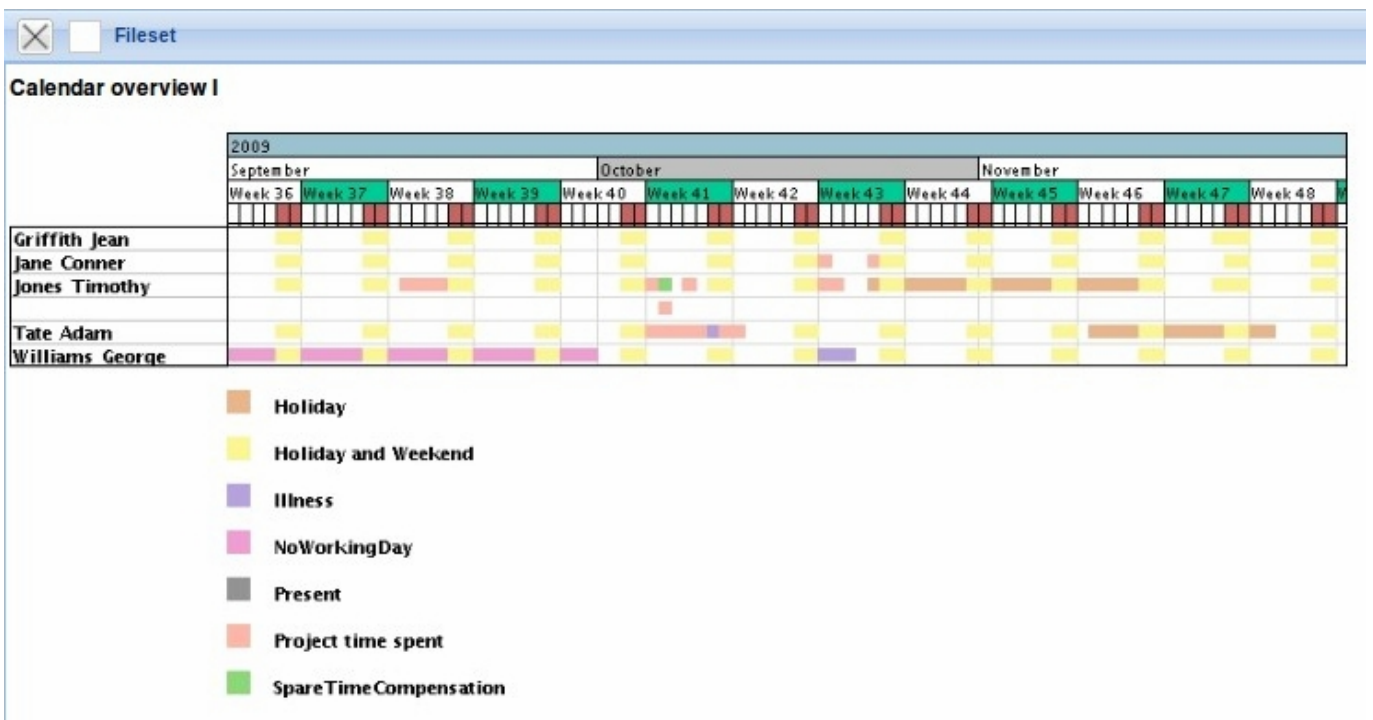 Fileset
Calendar overview I
2009
September October November
Week 36 Week 37 Week 38 Week 39 Week 40 Week 41 Week 42 Week 43 Week 44 Week 45 Week 46 Week 47 Week 48 W
Griffith Jean
Jane Conner
Jones Timothy
Tate Adam
Williams George
Holiday
Holiday and Weekend
Illness
NoWorkingDay
Present
Project time spent
SpareTimeCompensation